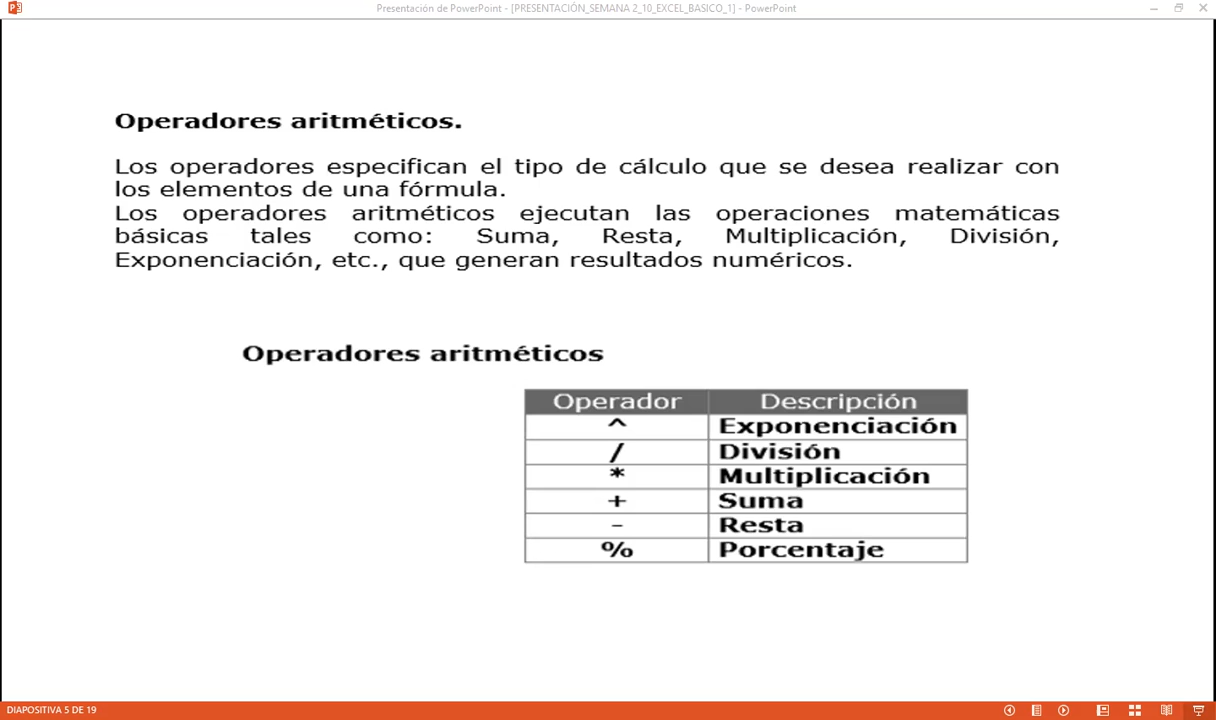 Presentación de PowerPoint - [PRESENTACIÓN_SEMANA 2_10_EXCEL_BASICO_1] - PowerPoint
Operadores aritméticos.
Los operadores especifican el tipo de cálculo que se desea realizar con
los elementos de una fórmula.
Los operadores aritméticos ejecutan las operaciones matemáticas
básicas tales como: Suma, Resta, Multiplicación, División,
Exponenciación, etc., que generan resultados numéricos.
Operadores aritméticos
Operador Descripción
^ Exponenciación
/ División
* Multiplicación
+ Suma
- Resta
% Porcentaje
DIAPOSITIVA 5 DE 19